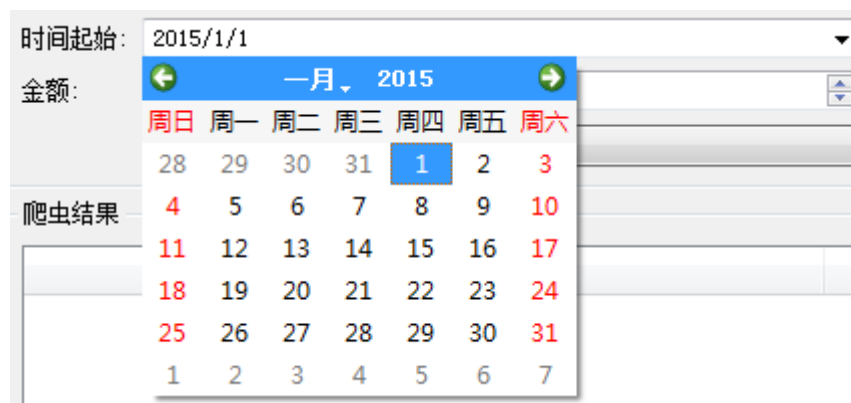 时间起始: 2015/1/1
金额:
一月 2015
周日 周一 周二 周三 周四 周五 周六
28 29 30 31 1 2 3
4 5 6 7 8 9 10
爬虫结果
11 12 13 14 15 16 17
18 19 20 21 22 23 24
25 26 27 28 29 30 31
1 2 3 4 5 6 7